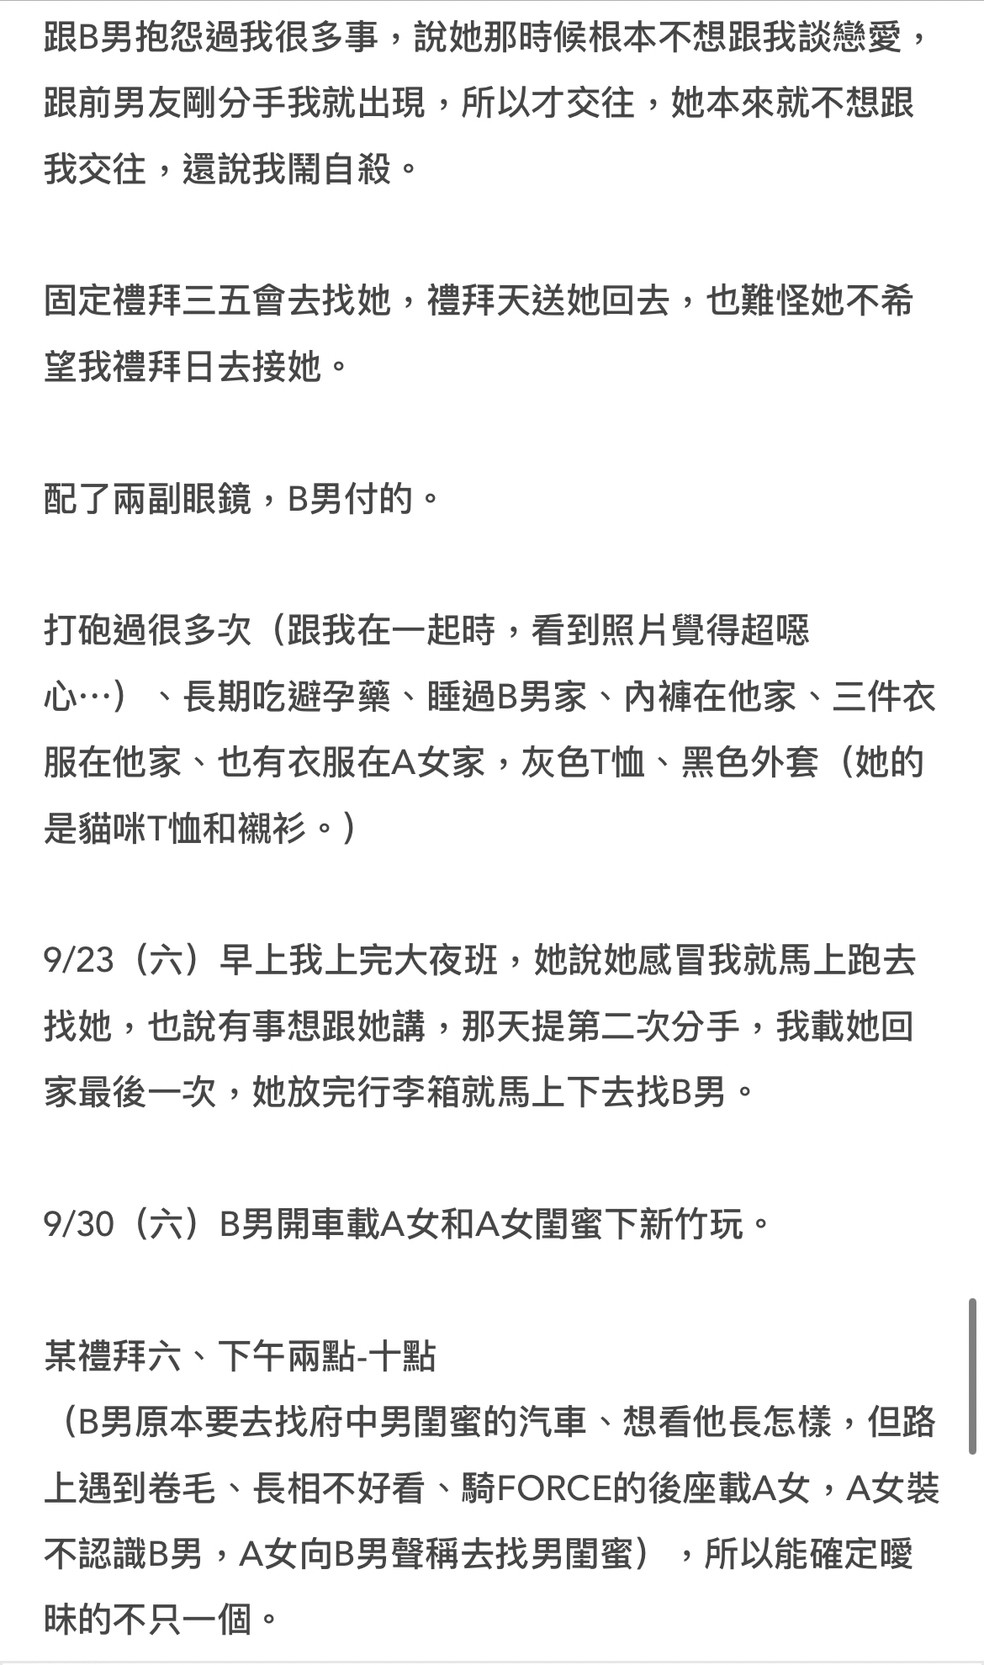 跟B男抱怨過我很多事，說她那時候根本不想跟我談戀愛，
跟前男友剛分手我就出現，所以才交往，她本來就不想跟
我交往，還說我鬧自殺。
固定禮拜三五會去找她，禮拜天送她回去，也難怪她不希
望我禮拜日去接她。
配了兩副眼鏡，B男付的。
打砲過很多次（跟我在一起時，看到照片覺得超噁
心⋯）、長期吃避孕藥、睡過B男家、內褲在他家、三件衣
服在他家、也有衣服在A女家，灰色T恤、黑色外套（她的
是貓咪T恤和襯衫。）
9/23（六）早上我上完大夜班，她說她感冒我就馬上跑去
找她，也說有事想跟她講，那天提第二次分手，我載她回
家最後一次，她放完行李箱就馬上下去找B男。
9/30（六）B男開車載A女和A女閨蜜下新竹玩。
某禮拜六、下午兩點-十點
（B男原本要去找府中男閨蜜的汽車、想看他長怎樣，但路
上遇到卷毛、長相不好看、騎FORCE的後座載A女，A女裝
不認識B男，A女向B男聲稱去找男閨蜜），所以能確定曖
昧的不只一個。